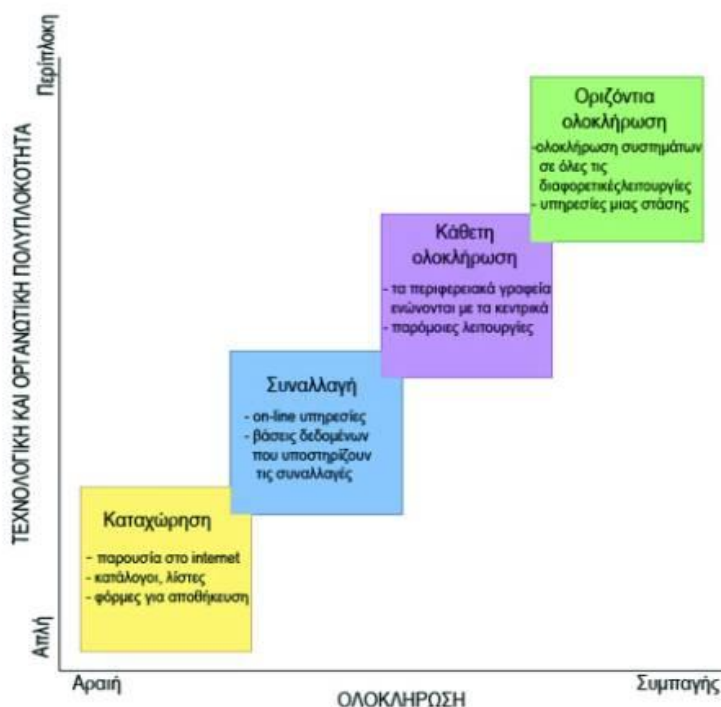 Περίπλοκη
ΤΕΧΝΟΛΟΓΙΚΗ ΚΑΙ ΟΡΓΑΝΩΤΙΚΗ ΠΟΛΥΠΛΟΚΟΤΗΤΑ
Απλή
Οριζόντια
ολοκλήρωση
-ολοκλήρωση συστημάτων
σε όλες τις
διαφορετικέςλειτουργίες
- υπηρεσίες μιας στάσης
Κάθετη
ολοκλήρωση
- τα περιφερειακά γραφεία
ενώνονται με τα κεντρικά
- παρόμοιες λειτουργίες
Συναλλαγή
- on-line υπηρεσίες
- βάσεις δεδομένων
που υποστηρίζουν
τις συναλλαγές
Καταχώρηση
- παρουσία στο internet
- κατάλογοι, λίστες
- φόρμες για αποθήκευση
Αραιή
ΟΛΟΚΛΗΡΩΣΗ
Συμπαγής